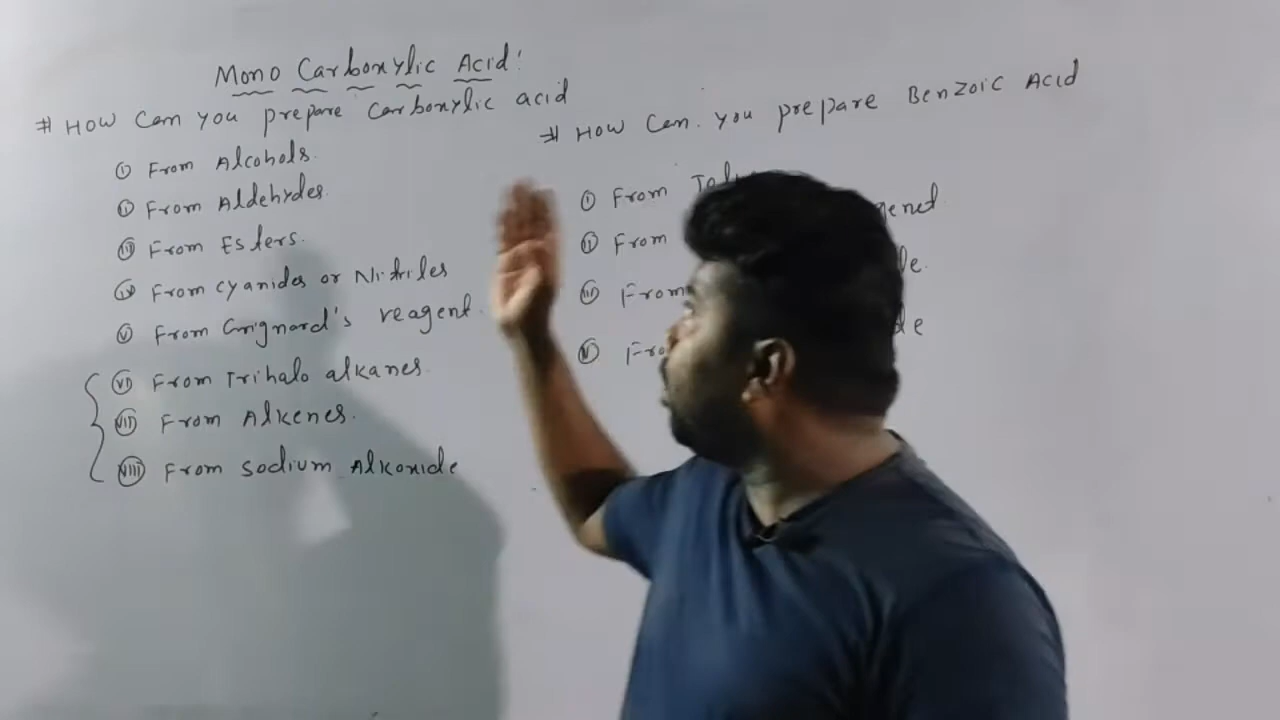 Mono Carboxylic Acid:
# How can you prepare carboxylic acid
(i) From Alcohols.
(ii) From Aldehydes.
(iii) From Esters.
(iv) From cyanides or Nitriles
(v) From Grignard's reagent.
(vi) From Trihalo alkanes.
(vii) From Alkenes.
(viii) From Sodium Alkoxide
# How can. you prepare Benzoic Acid
(i) From
(ii) From
(iii) From
(v)